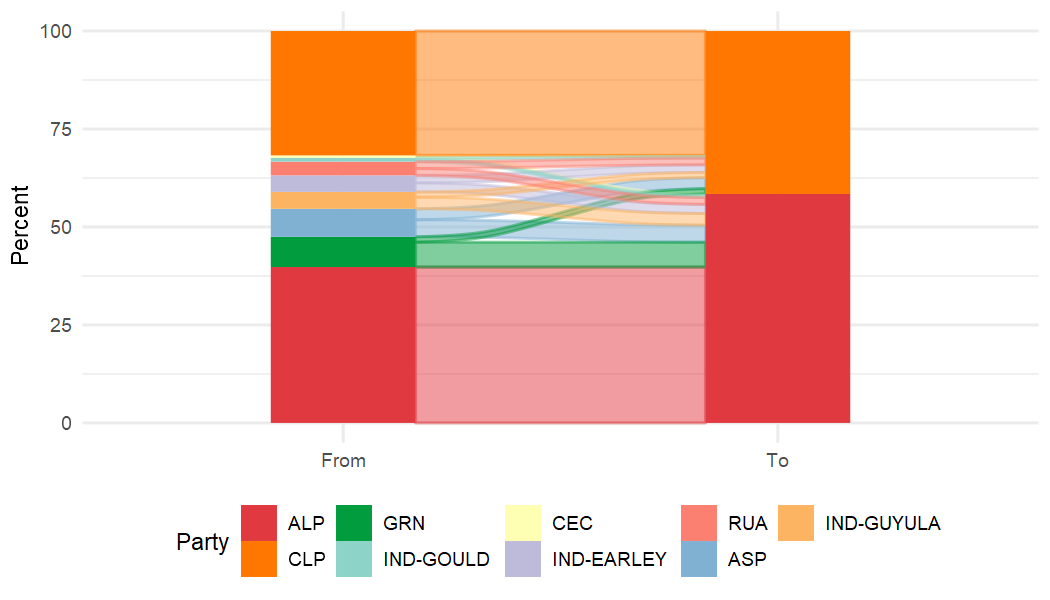 100
75
50
25
0
Percent
From To
Party
ALP GRN CEC RUA IND-GUYULA
CLP IND-GOULD IND-EARLEY ASP